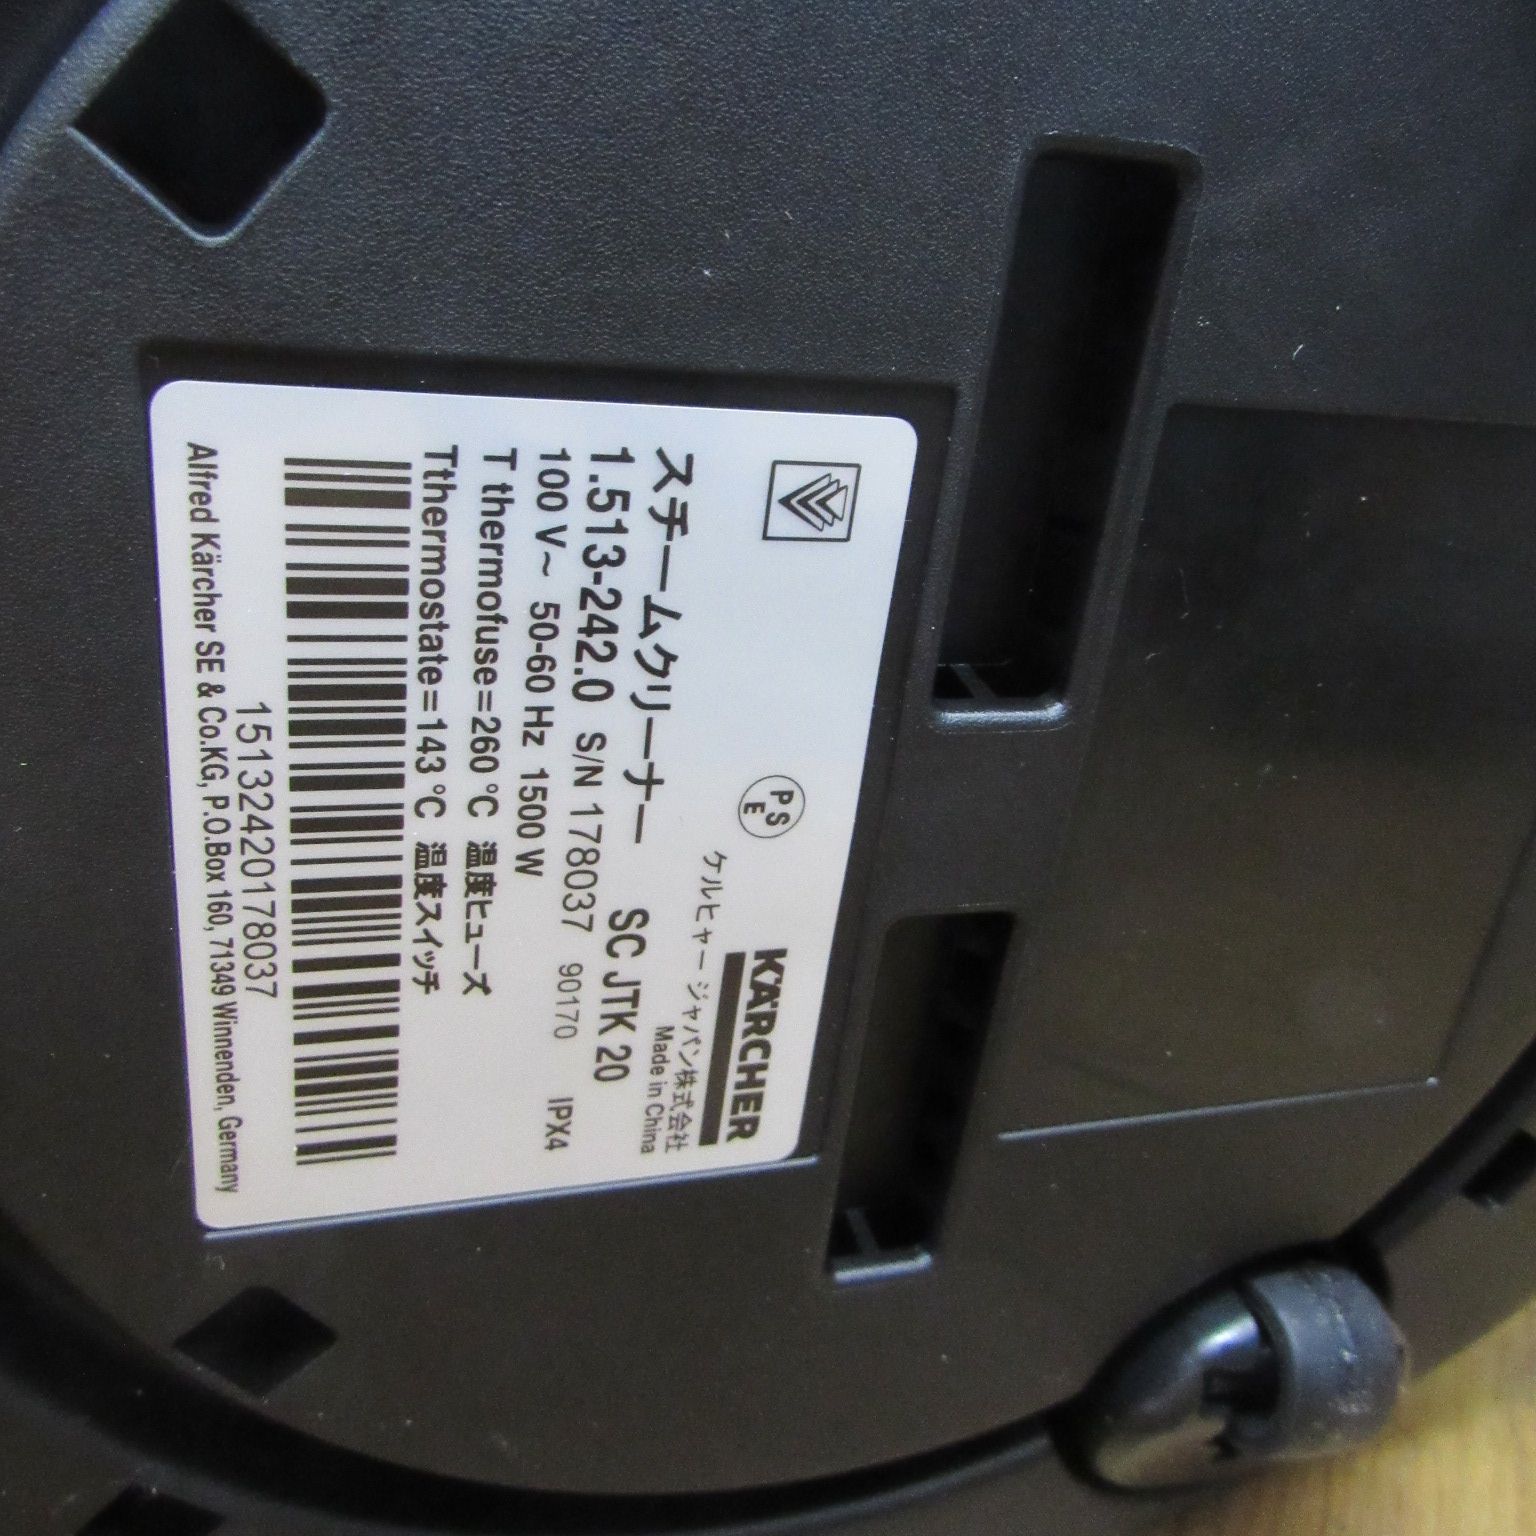 KÄRCHER
PSE
ケルヒャー ジャパン株式会社
Made in China
スチームクリーナー SC JTK 20
1.513-242.0 S/N 178037 90170 IPX4
100 V~ 50-60 Hz 1500 W
T thermofuse=260 °C 温度ヒューズ
Tthermostate=143 °C 温度スイッチ
15132420178037
Alfred Kärcher SE & Co.KG, P.O.Box 160, 71349 Winnenden, Germany